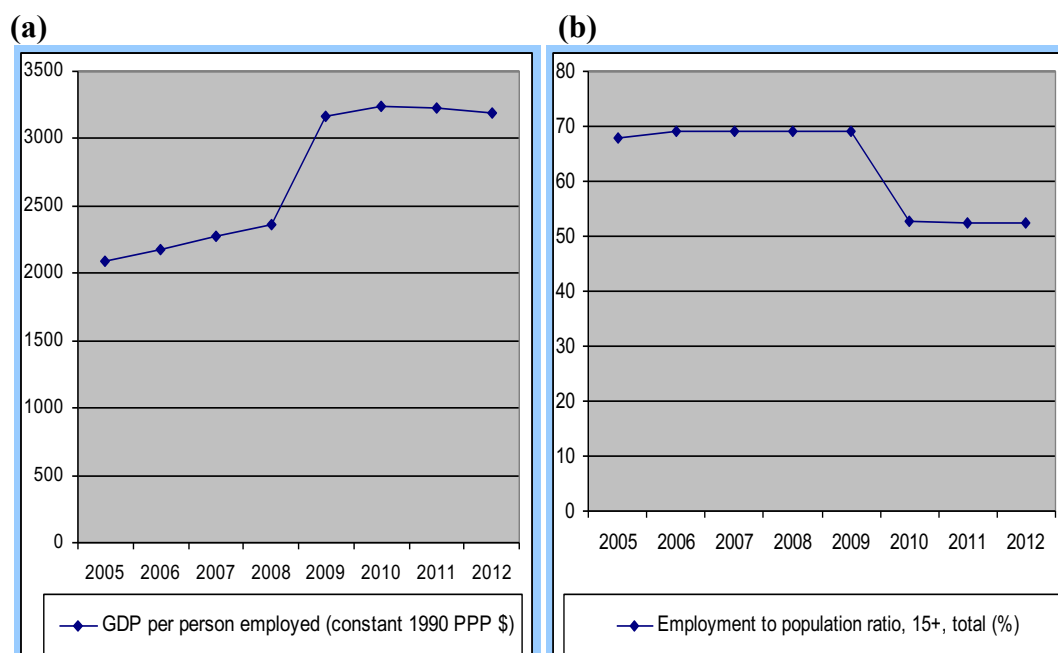 (a)
3500
3000
2500
2000
1500
1000
500
0
2005 2006 2007 2008 2009 2010 2011 2012
GDP per person employed (constant 1990 PPP $)
(b)
80
70
60
50
40
30
20
10
0
2005 2006 2007 2008 2009 2010 2011 2012
Employment to population ratio, 15+, total (%)